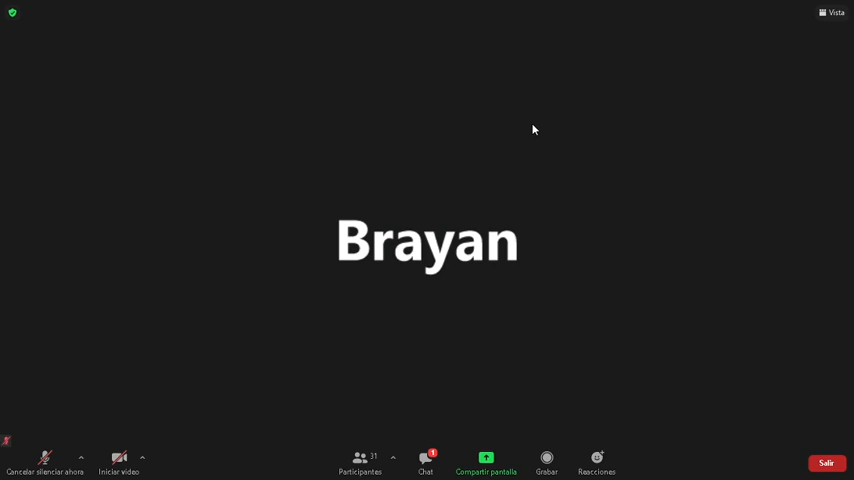 Vista
Brayan
31
1
Cancelar silenciar ahora
Iniciar video
Participantes
Chat
Compartir pantalla
Grabar
Reacciones
Salir